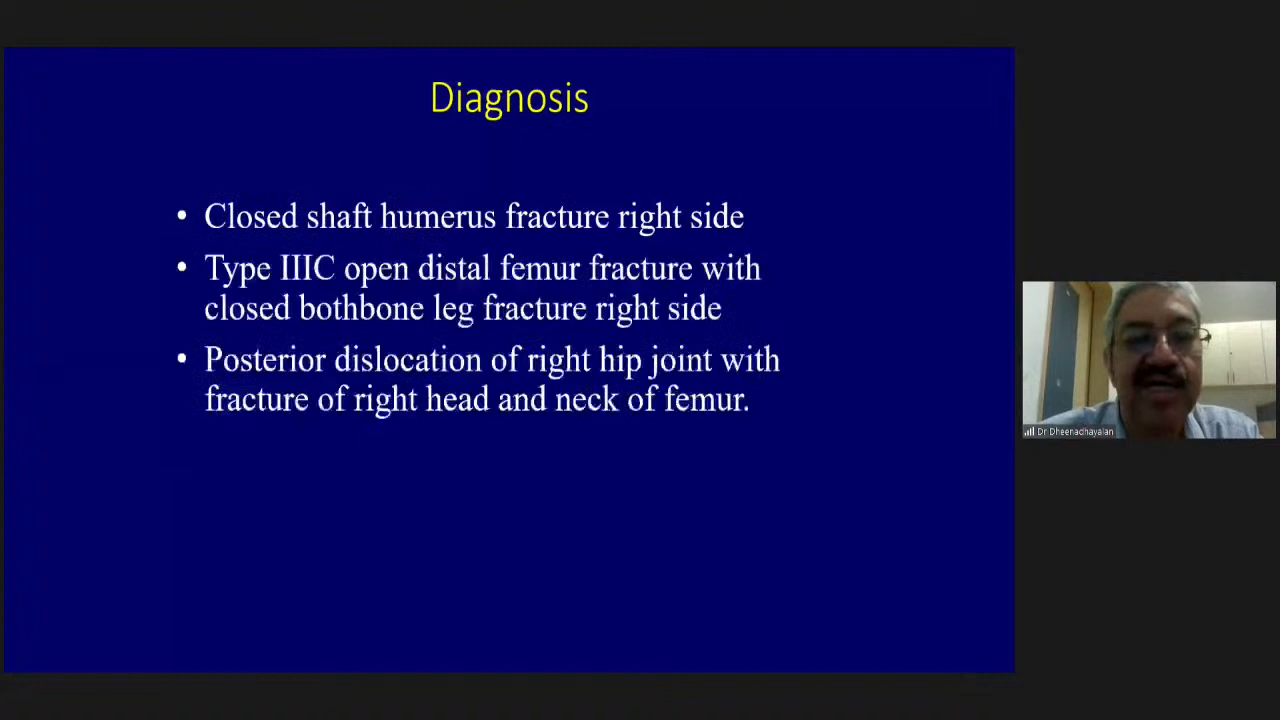 Diagnosis
• Closed shaft humerus fracture right side
• Type IIIC open distal femur fracture with
closed bothbone leg fracture right side
• Posterior dislocation of right hip joint with
fracture of right head and neck of femur.
Dr Dheenadhayalan